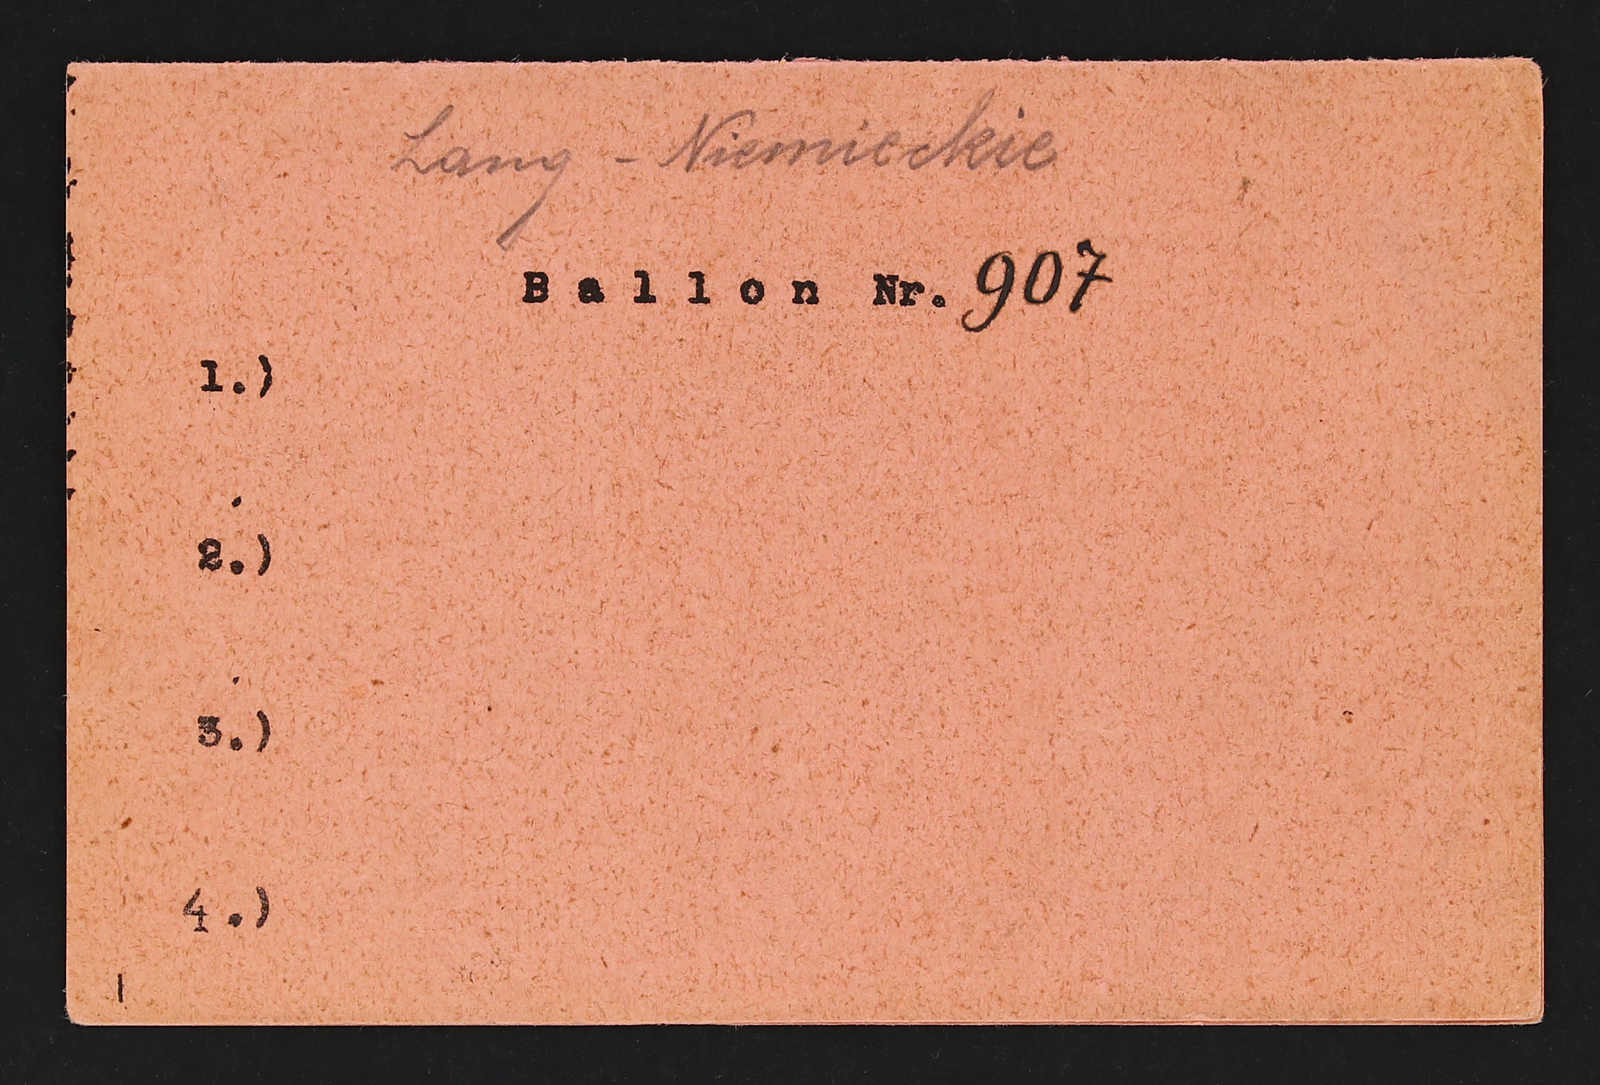 Lang - Niemieckie
Ballon Nr. 907
1.)
2.)
3.)
4.)